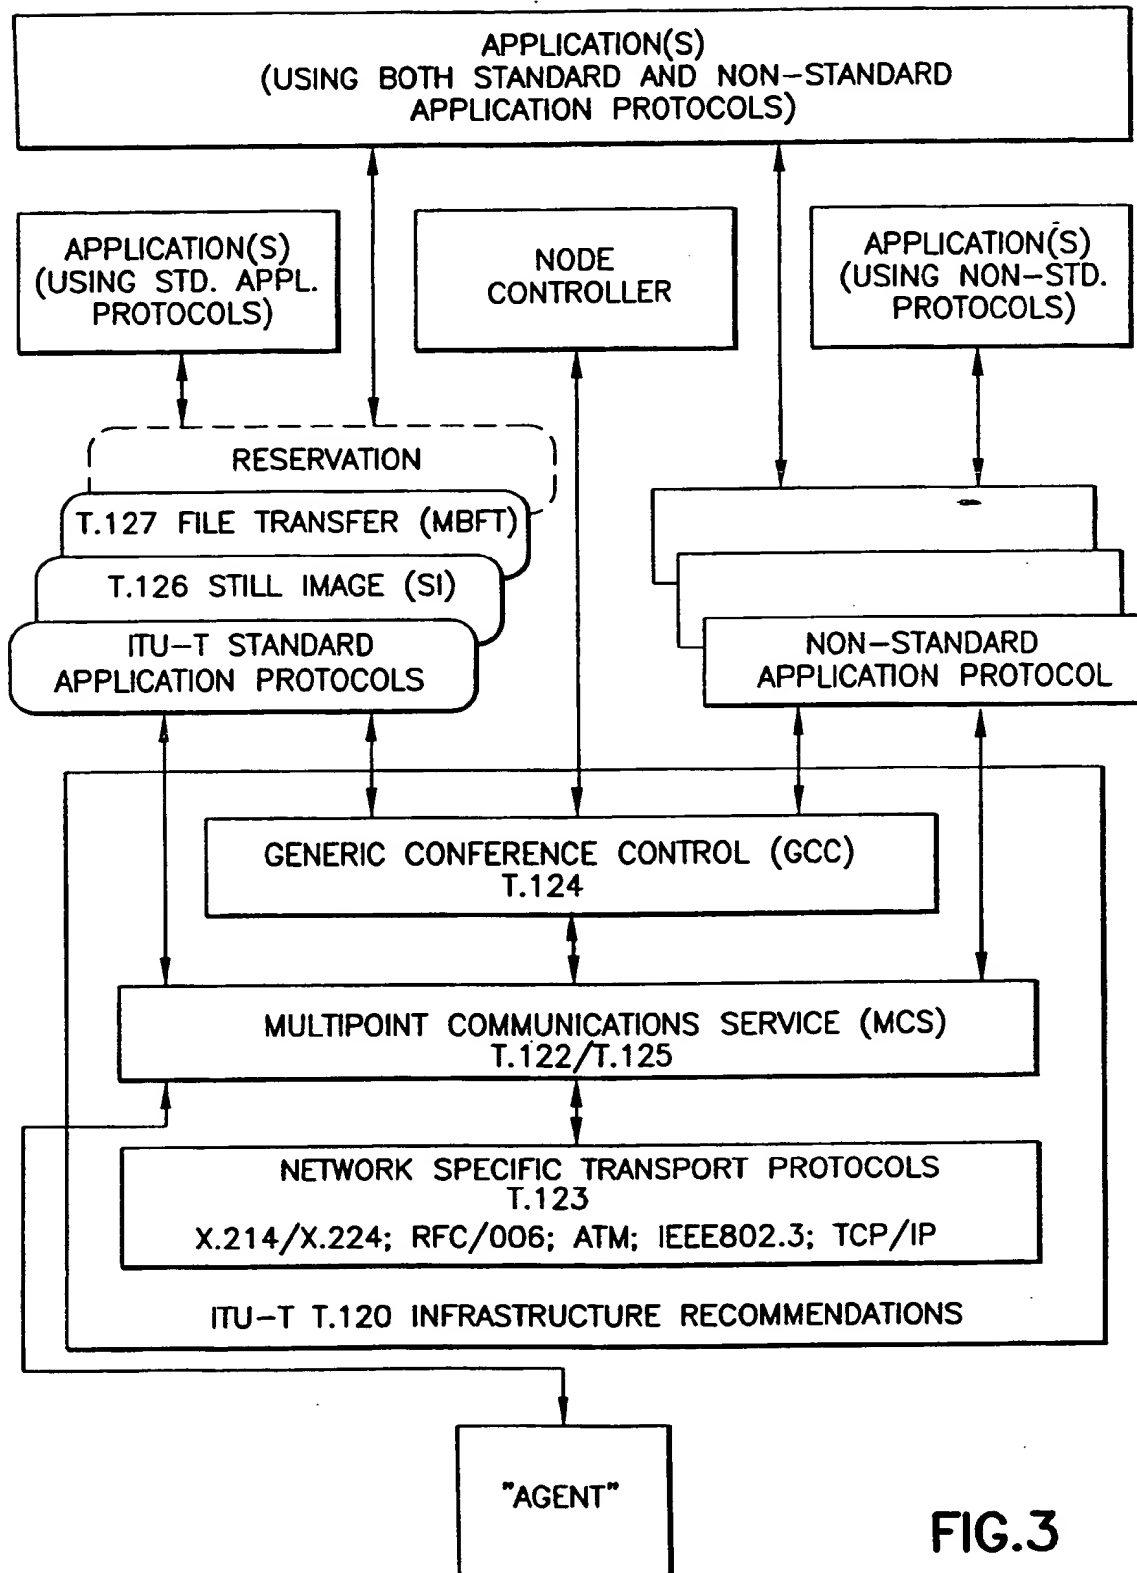 APPLICATION(S)
(USING BOTH STANDARD AND NON-STANDARD
APPLICATION PROTOCOLS)
APPLICATION(S)
(USING STD. APPL.
PROTOCOLS)
NODE
CONTROLLER
APPLICATION(S)
(USING NON-STD.
PROTOCOLS)
RESERVATION
T.127 FILE TRANSFER (MBFT)
T.126 STILL IMAGE (SI)
ITU-T STANDARD
APPLICATION PROTOCOLS
NON-STANDARD
APPLICATION PROTOCOL
GENERIC CONFERENCE CONTROL (GCC)
T.124
MULTIPOINT COMMUNICATIONS SERVICE (MCS)
T.122/T.125
NETWORK SPECIFIC TRANSPORT PROTOCOLS
T.123
X.214/X.224; RFC/006; ATM; IEEE802.3; TCP/IP
ITU-T T.120 INFRASTRUCTURE RECOMMENDATIONS
"AGENT"
FIG.3